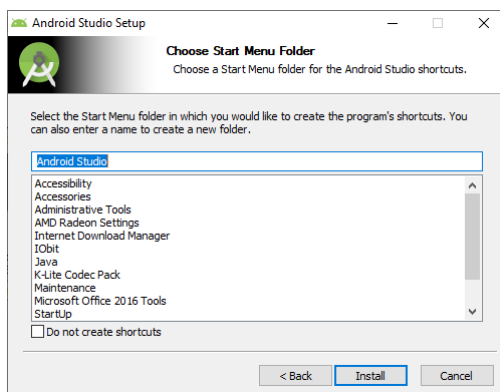 Android Studio Setup
Choose Start Menu Folder
Choose a Start Menu folder for the Android Studio shortcuts.
Select the Start Menu folder in which you would like to create the program's shortcuts. You
can also enter a name to create a new folder.
Android Studio
Accessibility
Accessories
Administrative Tools
AMD Radeon Settings
Internet Download Manager
IObit
Java
K-Lite Codec Pack
Maintenance
Microsoft Office 2016 Tools
StartUp
Do not create shortcuts
< Back
Install
Cancel